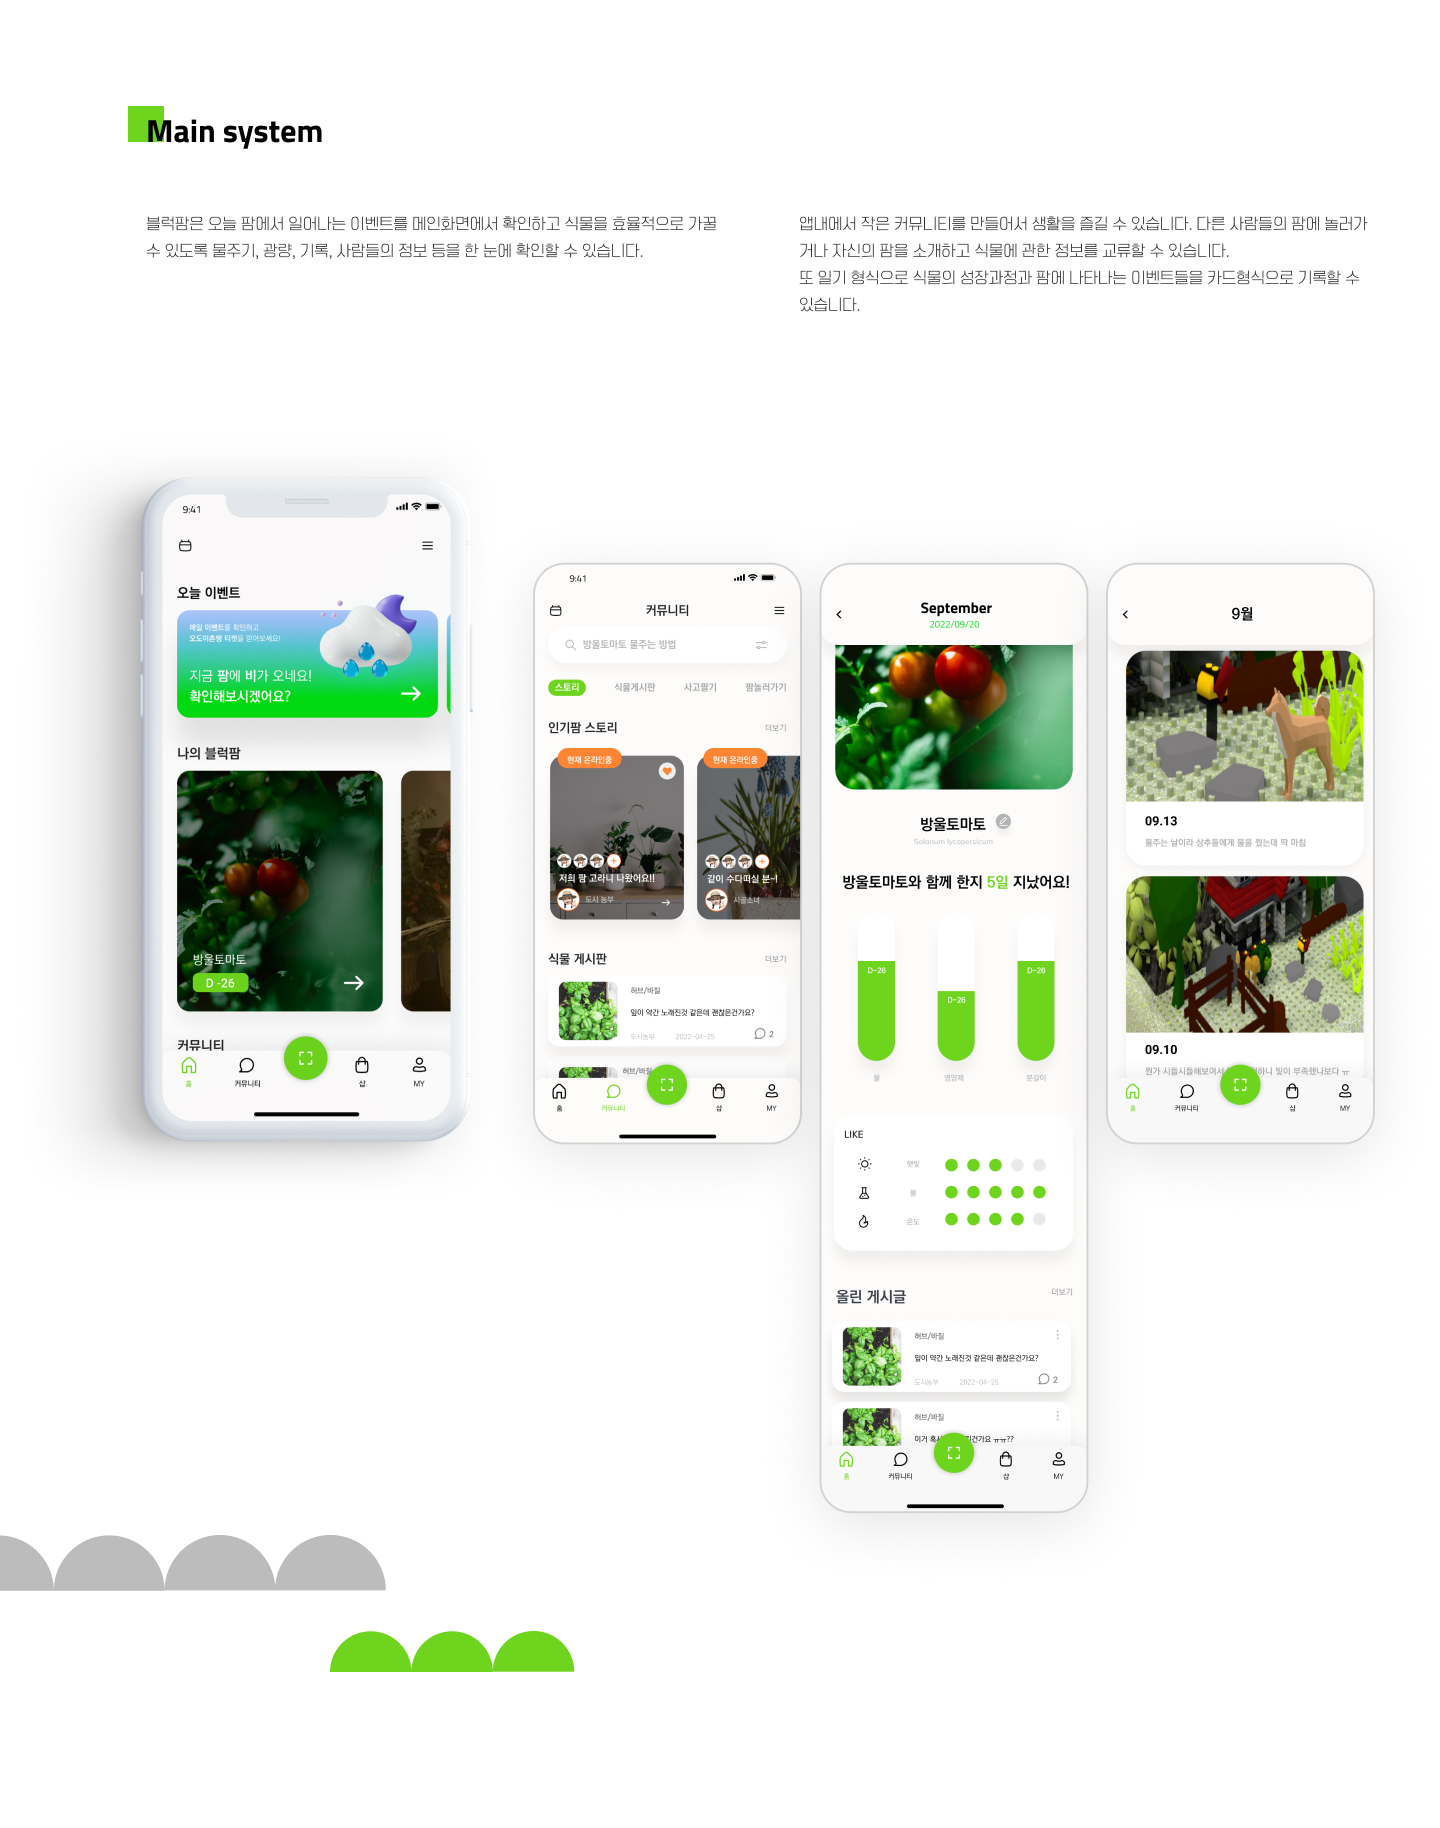 Main system
블럭팜은 오늘 팜에서 일어나는 이벤트를 메인화면에서 확인하고 식물을 효율적으로 가꿀
수 있도록 물주기, 광량, 기록, 사람들의 정보 등을 한 눈에 확인할 수 있습니다.
앱내에서 작은 커뮤니티를 만들어서 생활을 즐길 수 있습니다. 다른 사람들의 팜에 놀러가
거나 자신의 팜을 소개하고 식물에 관한 정보를 교류할 수 있습니다.
또 일기 형식으로 식물의 성장과정과 팜에 나타나는 이벤트들을 카드형식으로 기록할 수
있습니다.
9:41
오늘 이벤트
매일 이벤트를 확인하고
오도이촌행 티켓을 얻어보세요!
지금 팜에 비가 오네요!
확인해보시겠어요?
나의 블럭팜
방울토마토
D -26
커뮤니티
홈
커뮤니티
샵
MY
9:41
커뮤니티
방울토마토 물주는 방법
스토리
식물게시판
사고팔기
팜놀러가기
인기팜 스토리
더보기
현재 온라인중
저희 팜 고라니 나왔어요!!
도시 농부
현재 온라인중
같이 수다떠실 분~!
시골소녀
식물 게시판
더보기
허브/바질
잎이 약간 노래진것 같은데 괜찮은건가요?
도시농부
2022-04-25
2
허브/바질
홈
커뮤니티
샵
MY
September
2022/09/20
방울토마토
Solanum lycopersicum
방울토마토와 함께 한지 5일 지났어요!
D-26
D-26
D-26
물
영양제
분갈이
LIKE
햇빛
물
온도
올린 게시글
더보기
허브/바질
잎이 약간 노래진것 같은데 괜찮은건가요?
도시농부
2022-04-25
2
허브/바질
이거 혹시
건가요 ㅠㅠ??
홈
커뮤니티
샵
MY
9월
09.13
물주는 날이라 상추들에게 물을 줬는데 딱 마침
09.10
뭔가 시들시들해보여서
하니 빛이 부족했나보다 ㅠ
홈
커뮤니티
샵
MY